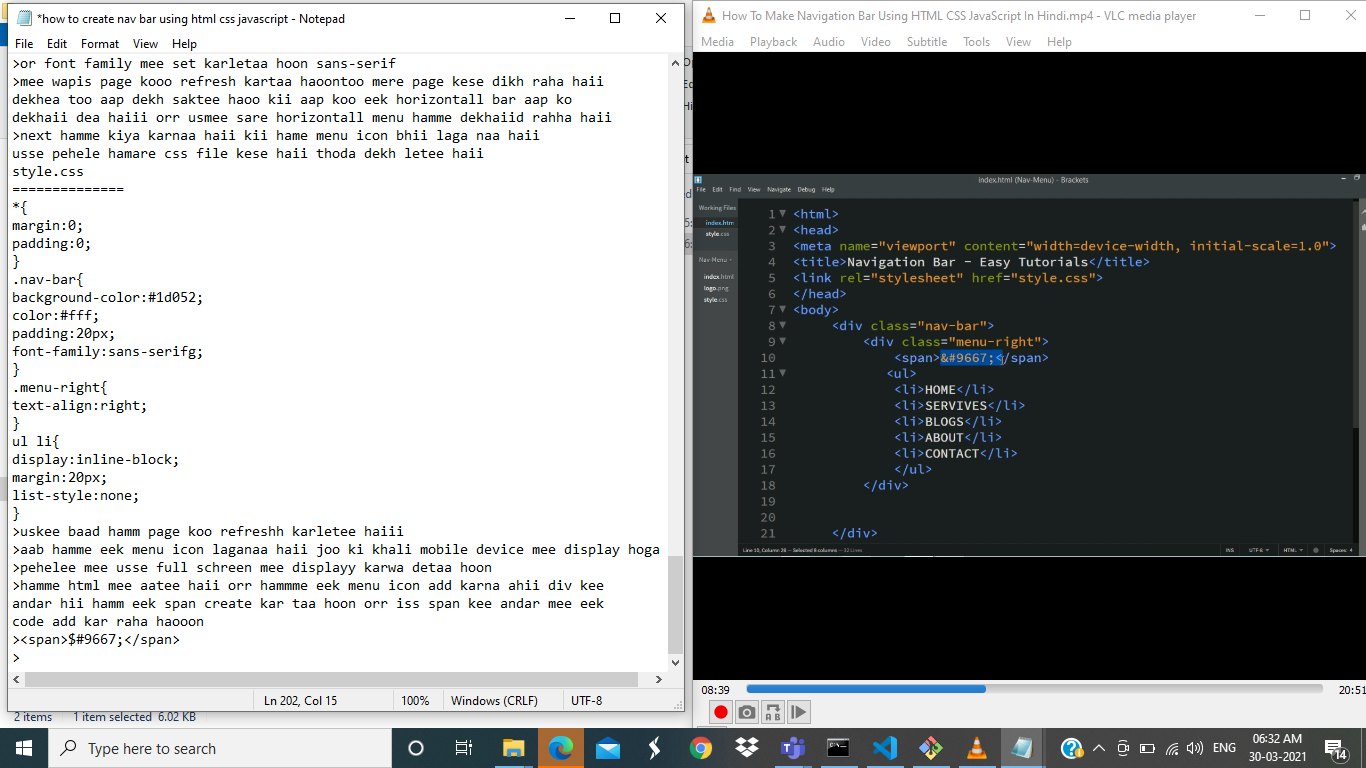 *how to create nav bar using html css javascript - Notepad
File Edit Format View Help
>or font family mee set karletaa hoon sans-serif
>mee wapis page kooo refresh kartaa haoontoo mere page kese dikh raha haii
dekhea too aap dekh saktee haoo kii aap koo eek horizontall bar aap ko
dekhaii dea haiii orr usmee sare horizontall menu hamme dekhaiid rahha haii
>next hamme kiya karnaa haii kii hame menu icon bhii laga naa haii
usse pehele hamare css file kese haii thoda dekh letee haii
style.css
==============
*{
margin:0;
padding:0;
}
.nav-bar{
background-color:#1d052;
color:#fff;
padding:20px;
font-family:sans-serifg;
}
.menu-right{
text-align:right;
}
ul li{
display:inline-block;
margin:20px;
list-style:none;
}
>uskee baad hamm page koo refreshh karletee haiii
>aab hamme eek menu icon laganaa haii joo ki khali mobile device mee display hoga
>pehelee mee usse full schreen mee displayy karwa detaa hoon
>hamme html mee aatee haii orr hammme eek menu icon add karna ahii div kee
andar hii hamm eek span create kar taa hoon orr iss span kee andar mee eek
code add kar raha haooon
><span>$#9667;</span>
>
Ln 202, Col 15 100% Windows (CRLF) UTF-8
2 items 1 item selected 6.02 KB
How To Make Navigation Bar Using HTML CSS JavaScript In Hindi.mp4 - VLC media player
Media Playback Audio Video Subtitle Tools View Help
index.html (Nav-Menu) - Brackets
File Edit Find View Navigate Debug Help
Working Files
index.htm
style.css
Nav-Menu
index.html
logo.png
style.css
1 <html>
2 <head>
3 <meta name="viewport" content="width=device-width, initial-scale=1.0">
4 <title>Navigation Bar - Easy Tutorials</title>
5 <link rel="stylesheet" href="style.css">
6 </head>
7 <body>
8 <div class="nav-bar">
9 <div class="menu-right">
10 <span>&#9667;</span>
11 <ul>
12 <li>HOME</li>
13 <li>SERVIVES</li>
14 <li>BLOGS</li>
15 <li>ABOUT</li>
16 <li>CONTACT</li>
17 </ul>
18 </div>
19
20
21 </div>
Line 10, Column 26 — Selected 8 columns — 32 Lines INS UTF-8 HTML Spaces: 4
08:39 20:51
Type here to search
ENG
06:32 AM
30-03-2021
14